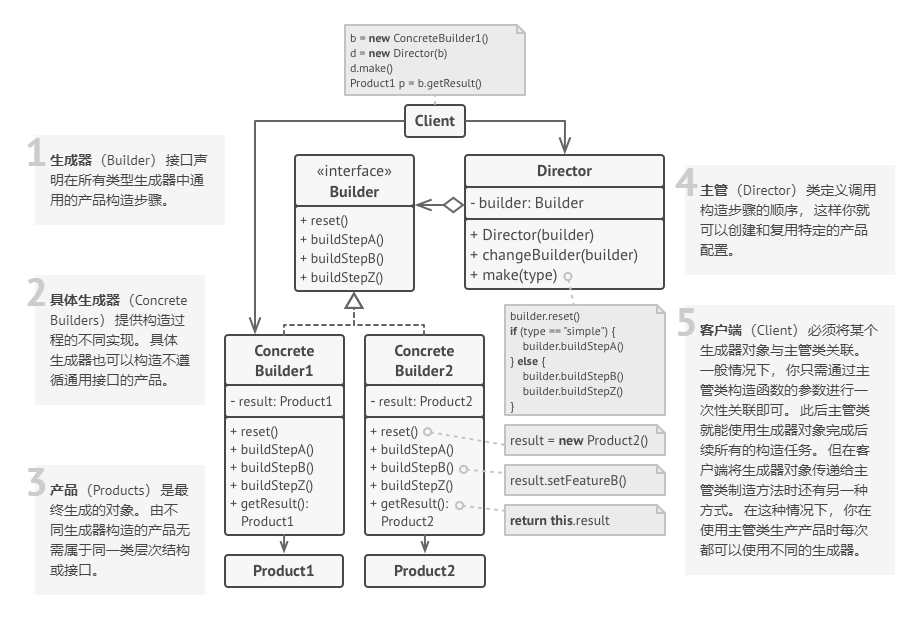 b = new ConcreteBuilder1()
d = new Director(b)
d.make()
Product1 p = b.getResult()
Client
1
生成器 （Builder） 接口声
明在所有类型生成器中通
用的产品构造步骤。
«interface»
Builder
+ reset()
+ buildStepA()
+ buildStepB()
+ buildStepZ()
Director
- builder: Builder
+ Director(builder)
+ changeBuilder(builder)
+ make(type)
4
主管 （Director） 类定义调用
构造步骤的顺序， 这样你就
可以创建和复用特定的产品
配置。
2
具体生成器 （Concrete
Builders） 提供构造过
程的不同实现。 具体
生成器也可以构造不遵
循通用接口的产品。
builder.reset()
if (type == "simple") {
builder.buildStepA()
} else {
builder.buildStepB()
builder.buildStepZ()
}
5
客户端 （Client） 必须将某个
生成器对象与主管类关联。
一般情况下， 你只需通过主
管类构造函数的参数进行一
次性关联即可。 此后主管类
就能使用生成器对象完成后
续所有的构造任务。 但在客
户端将生成器对象传递给主
管类制造方法时还有另一种
方式。 在这种情况下， 你在
使用主管类生产产品时每次
都可以使用不同的生成器。
Concrete
Builder1
- result: Product1
+ reset()
+ buildStepA()
+ buildStepB()
+ buildStepZ()
+ getResult():
Product1
Concrete
Builder2
- result: Product2
+ reset()
+ buildStepA()
+ buildStepB()
+ buildStepZ()
+ getResult():
Product2
result = new Product2()
result.setFeatureB()
return this.result
3
产品 （Products） 是最
终生成的对象。 由不
同生成器构造的产品无
需属于同一类层次结构
或接口。
Product1
Product2